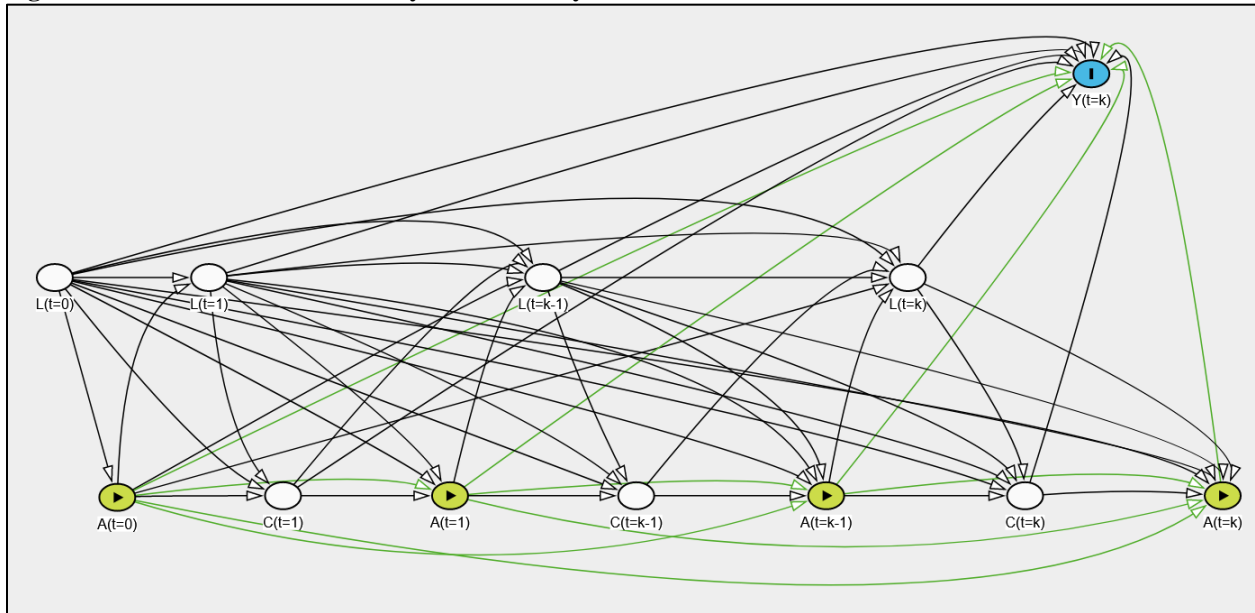 Y(t=k)
L(t=0)
L(t=1)
L(t=k-1)
L(t=k)
A(t=0)
C(t=1)
A(t=1)
C(t=k-1)
A(t=k-1)
C(t=k)
A(t=k)